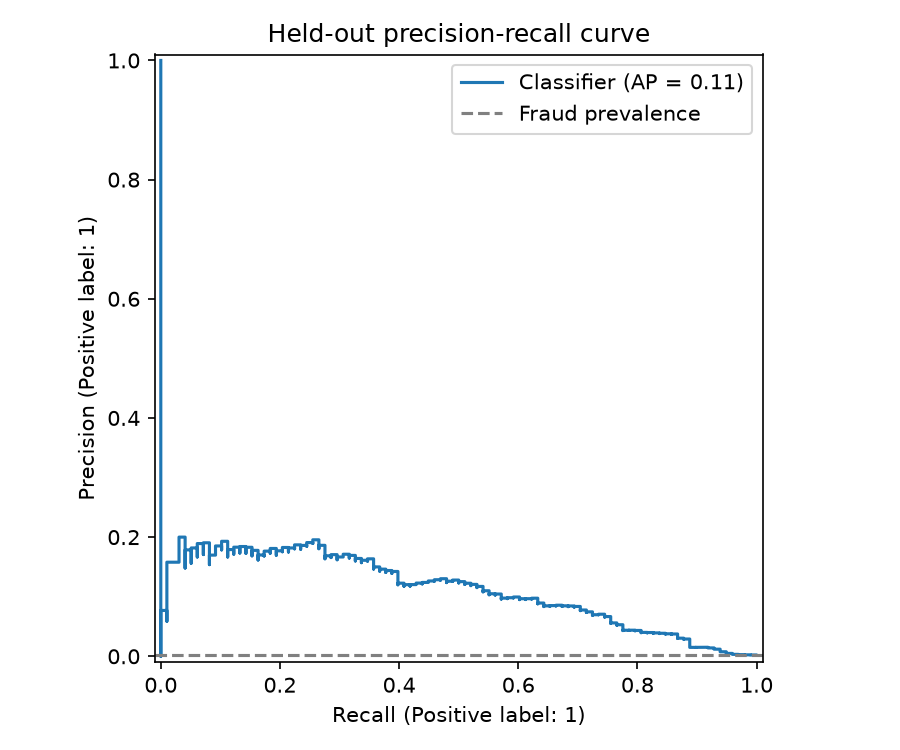 Held-out precision-recall curve
Classifier (AP = 0.11)
Fraud prevalence
Precision (Positive label: 1)
1.0
0.8
0.6
0.4
0.2
0.0
0.0 0.2 0.4 0.6 0.8 1.0
Recall (Positive label: 1)